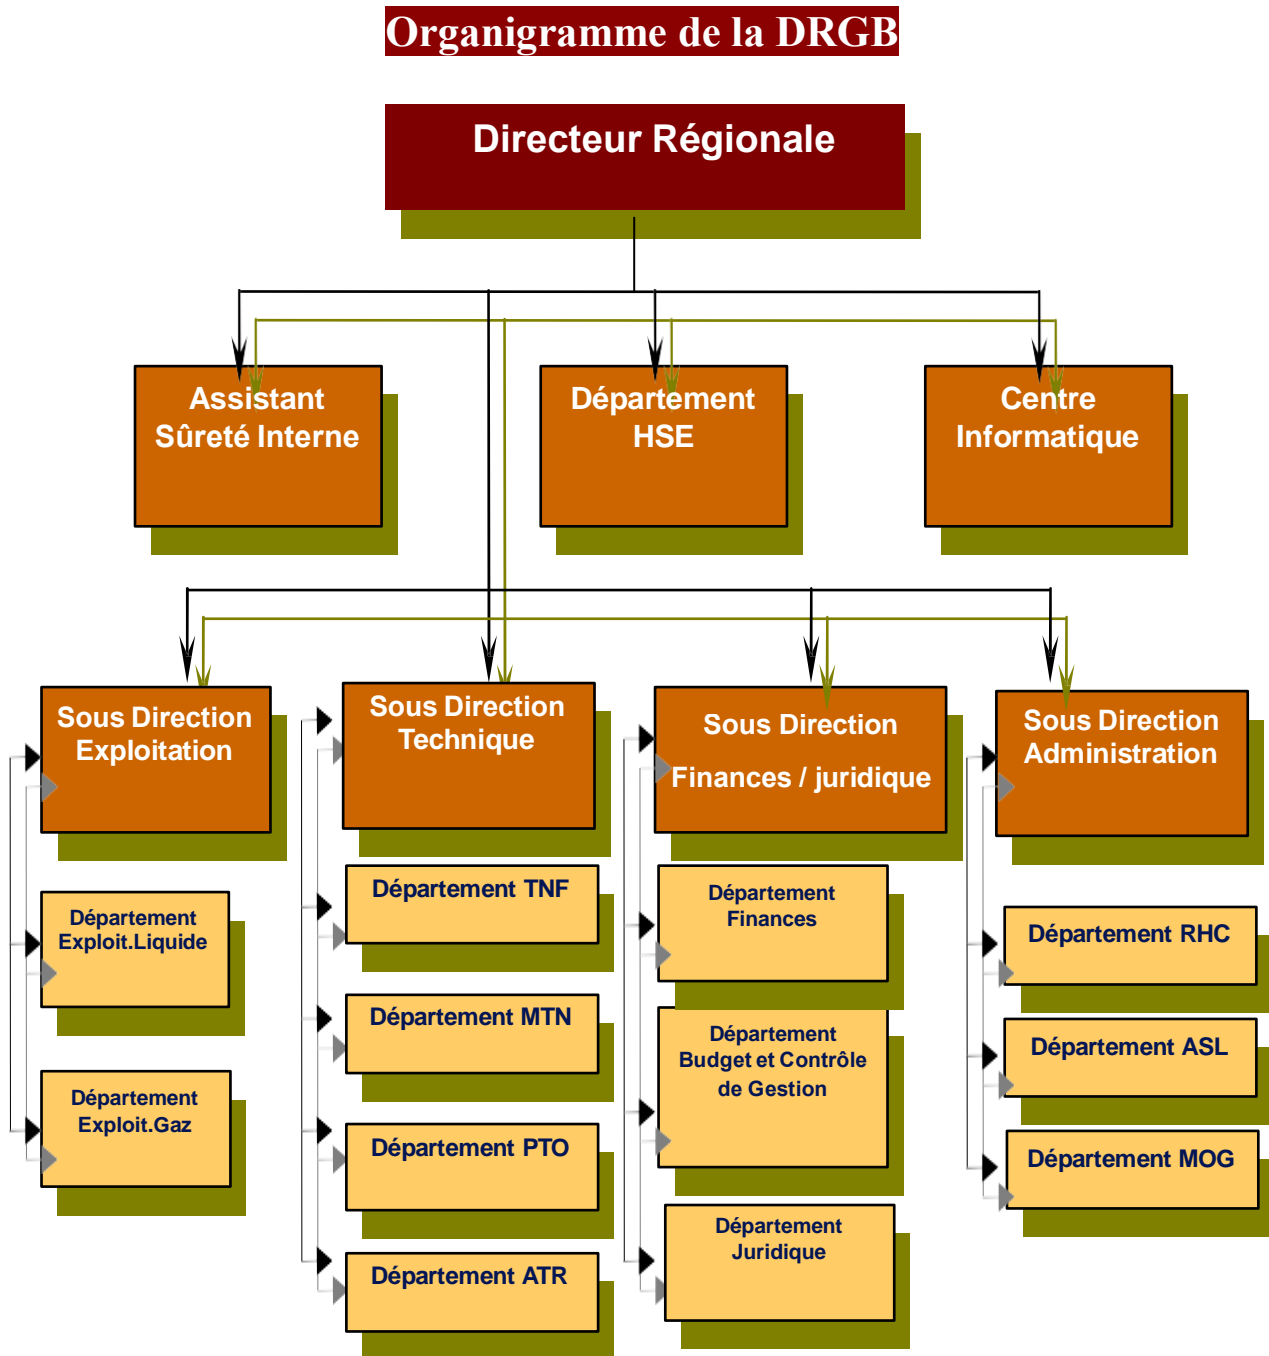 Organigramme de la DRGB
Directeur Régionale
Assistant
Sûreté Interne
Département
HSE
Centre
Informatique
Sous Direction
Exploitation
Sous Direction
Technique
Sous Direction
Finances / juridique
Sous Direction
Administration
Département
Exploit.Liquide
Département
Exploit.Gaz
Département TNF
Département MTN
Département PTO
Département ATR
Département
Finances
Département
Budget et Contrôle
de Gestion
Département
Juridique
Département RHC
Département ASL
Département MOG